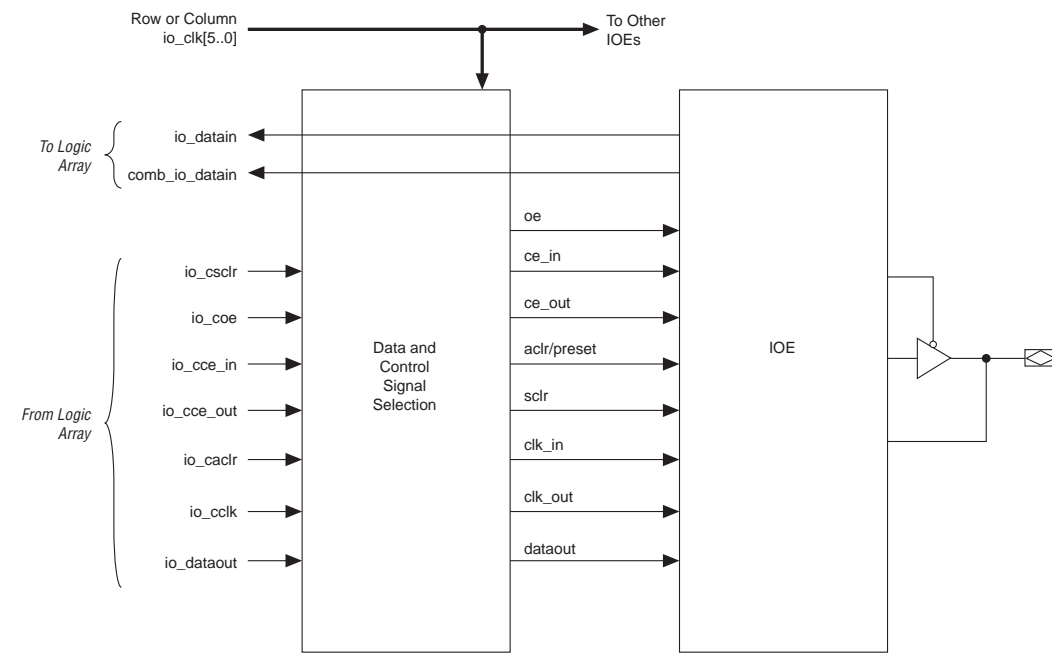 Row or Column
io_clk[5..0]
To Other
IOEs
To Logic
Array
io_datain
comb_io_datain
From Logic
Array
io_csclr
io_coe
io_cce_in
io_cce_out
io_caclr
io_cclk
io_dataout
Data and
Control
Signal
Selection
oe
ce_in
ce_out
aclr/preset
sclr
clk_in
clk_out
dataout
IOE